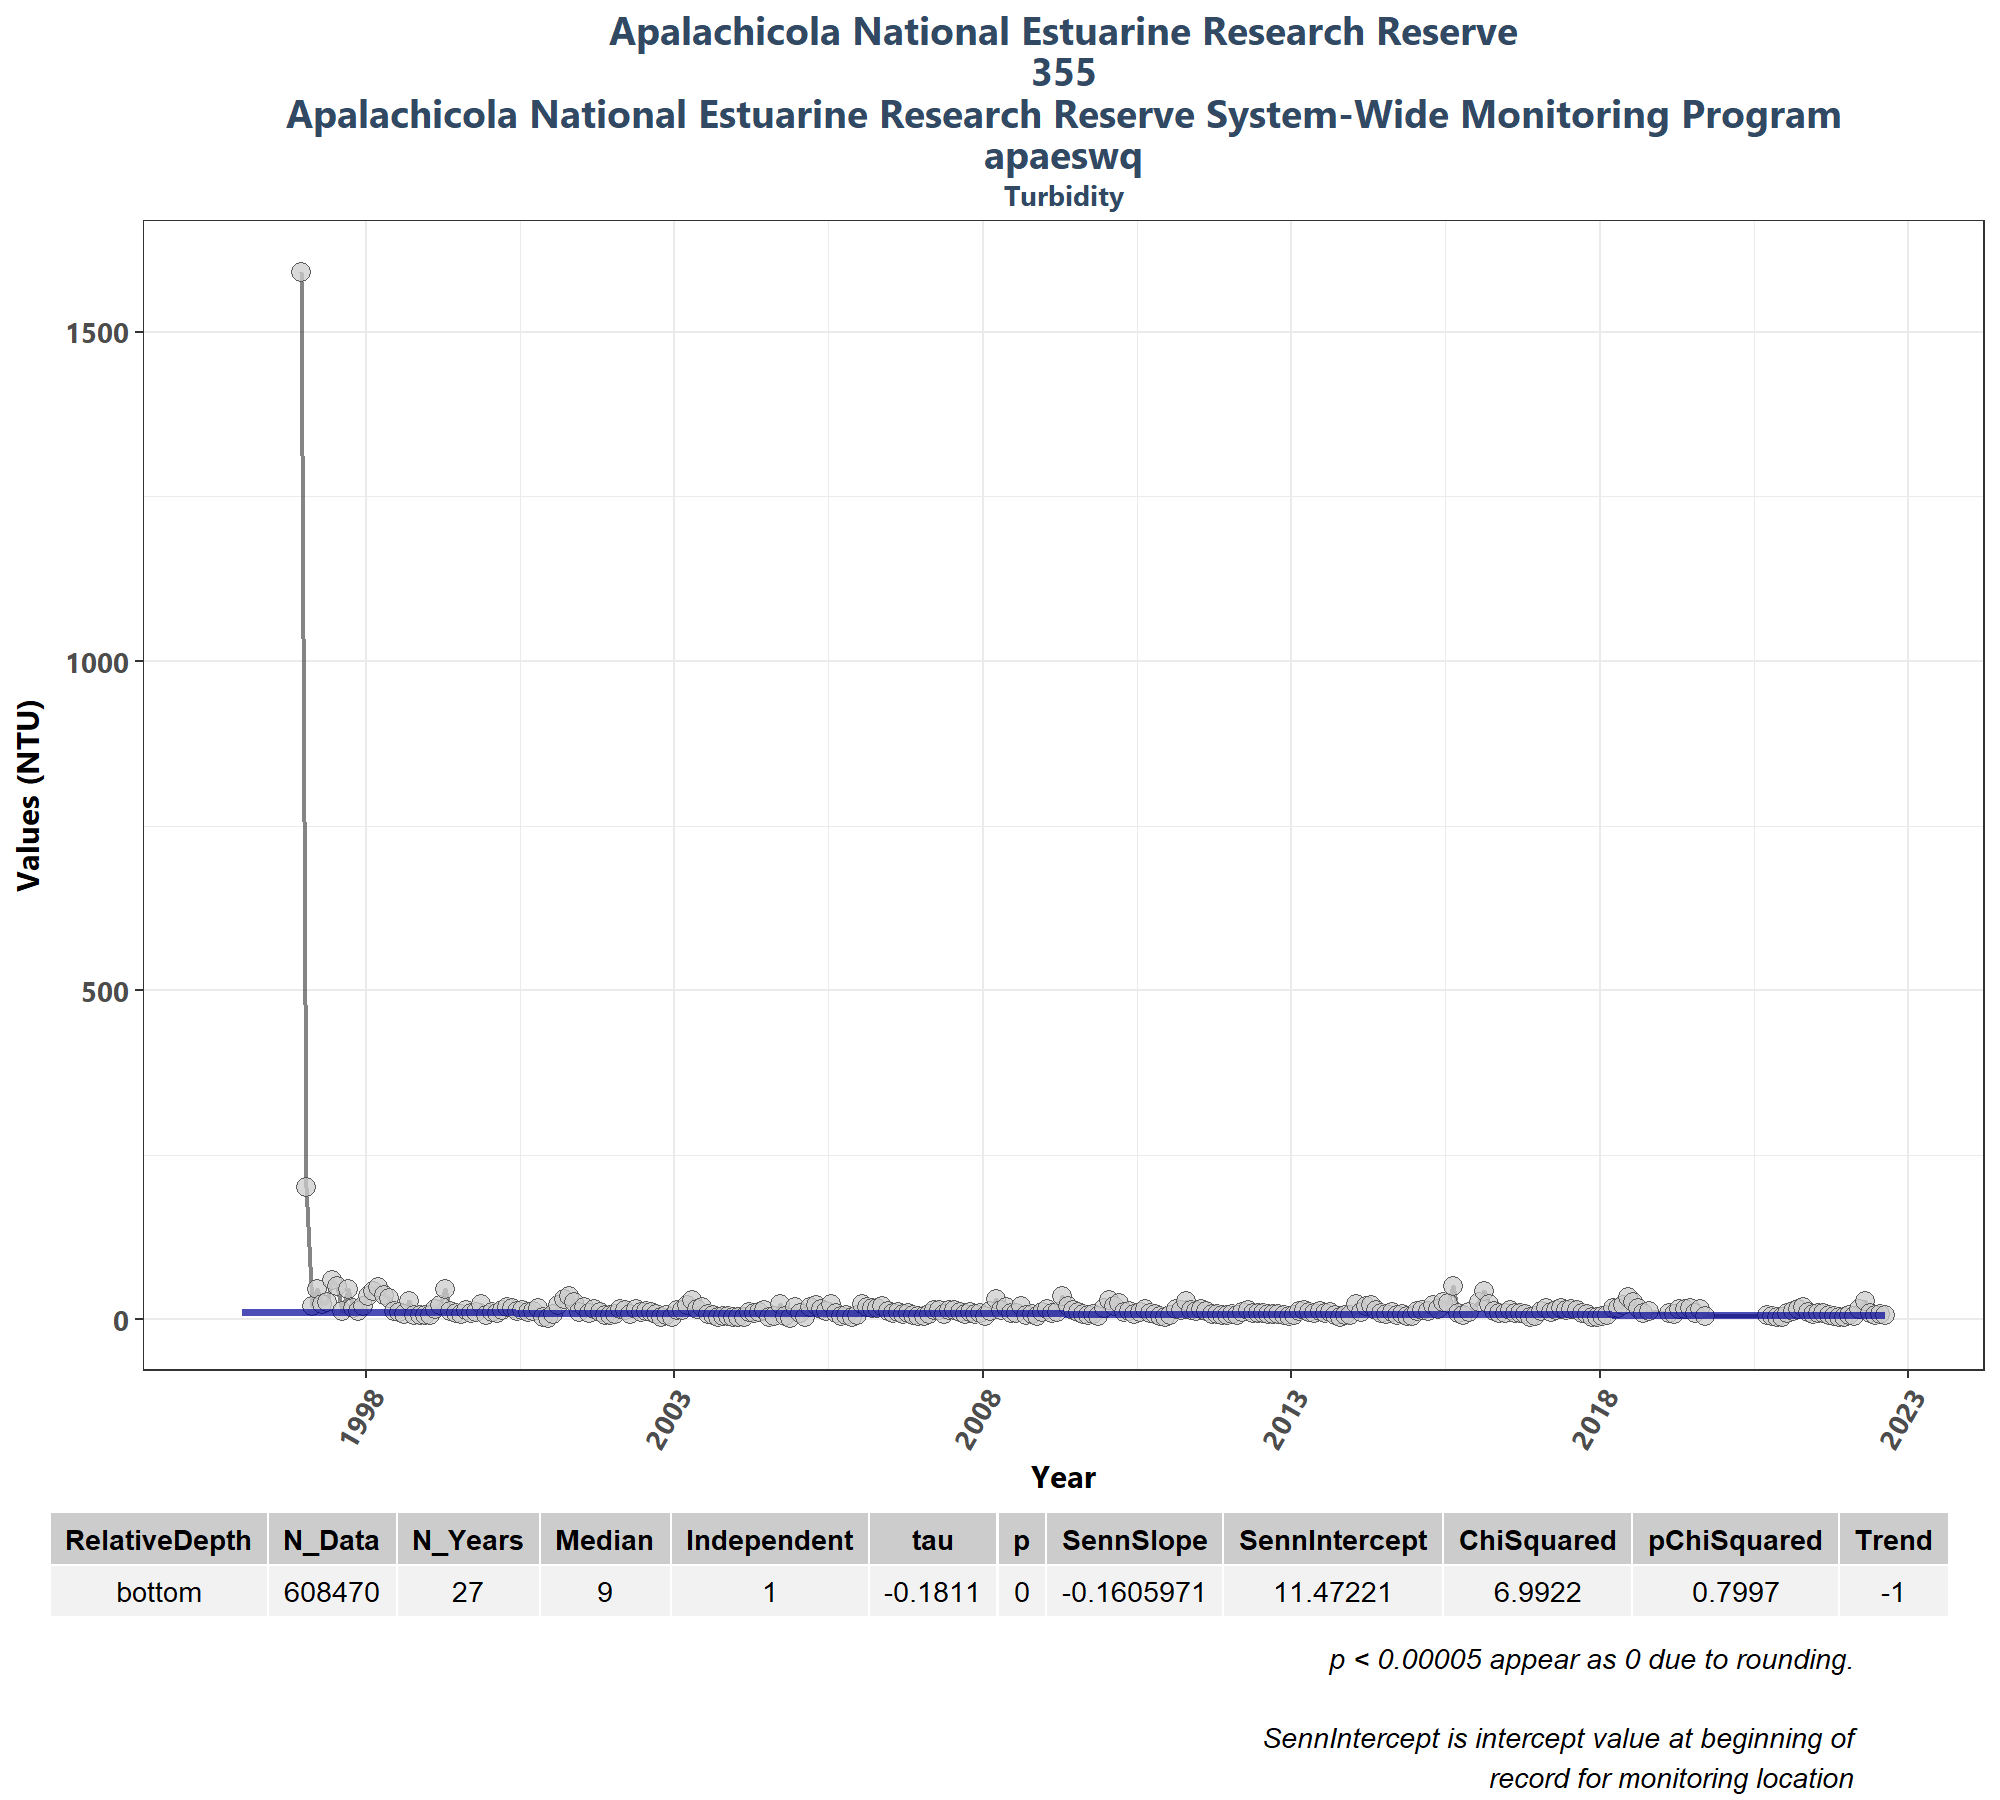 Apalachicola National Estuarine Research Reserve
355
Apalachicola National Estuarine Research Reserve System-Wide Monitoring Program
apaeswq
Turbidity
Values (NTU)
1500
1000
500
0
1998 2003 2008 2013 2018 2023
Year
RelativeDepth N_Data N_Years Median Independent tau p SennSlope SennIntercept ChiSquared pChiSquared Trend
bottom 608470 27 9 1 -0.1811 0 -0.1605971 11.47221 6.9922 0.7997 -1
p < 0.00005 appear as 0 due to rounding.
SennIntercept is intercept value at beginning of
record for monitoring location